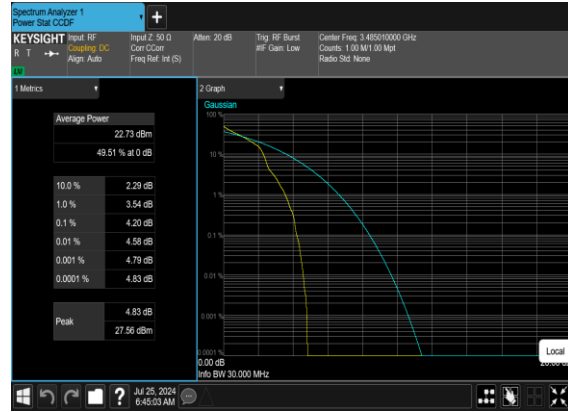 Spectrum Analyzer 1
Power Stat CCDF
KEYSIGHT
R T
LM
Input: RF
Coupling: DC
Align: Auto
Input Z: 50 Ω
Corr CCorr
Freq Ref: Int (S)
Atten: 20 dB
Trig: RF Burst
#IF Gain: Low
Center Freq: 3.485010000 GHz
Counts: 1.00 M/1.00 Mpt
Radio Std: None
1 Metrics
Average Power
22.73 dBm
49.51 % at 0 dB
10.0 % 2.29 dB
1.0 % 3.54 dB
0.1 % 4.20 dB
0.01 % 4.58 dB
0.001 % 4.79 dB
0.0001 % 4.83 dB
Peak
4.83 dB
27.56 dBm
2 Graph
Gaussian
100 %
10 %
1 %
0.1 %
0.01 %
0.001 %
0.0001 %
0.00 dB
Info BW 30.000 MHz
Local
?
Jul 25, 2024
6:45:03 AM